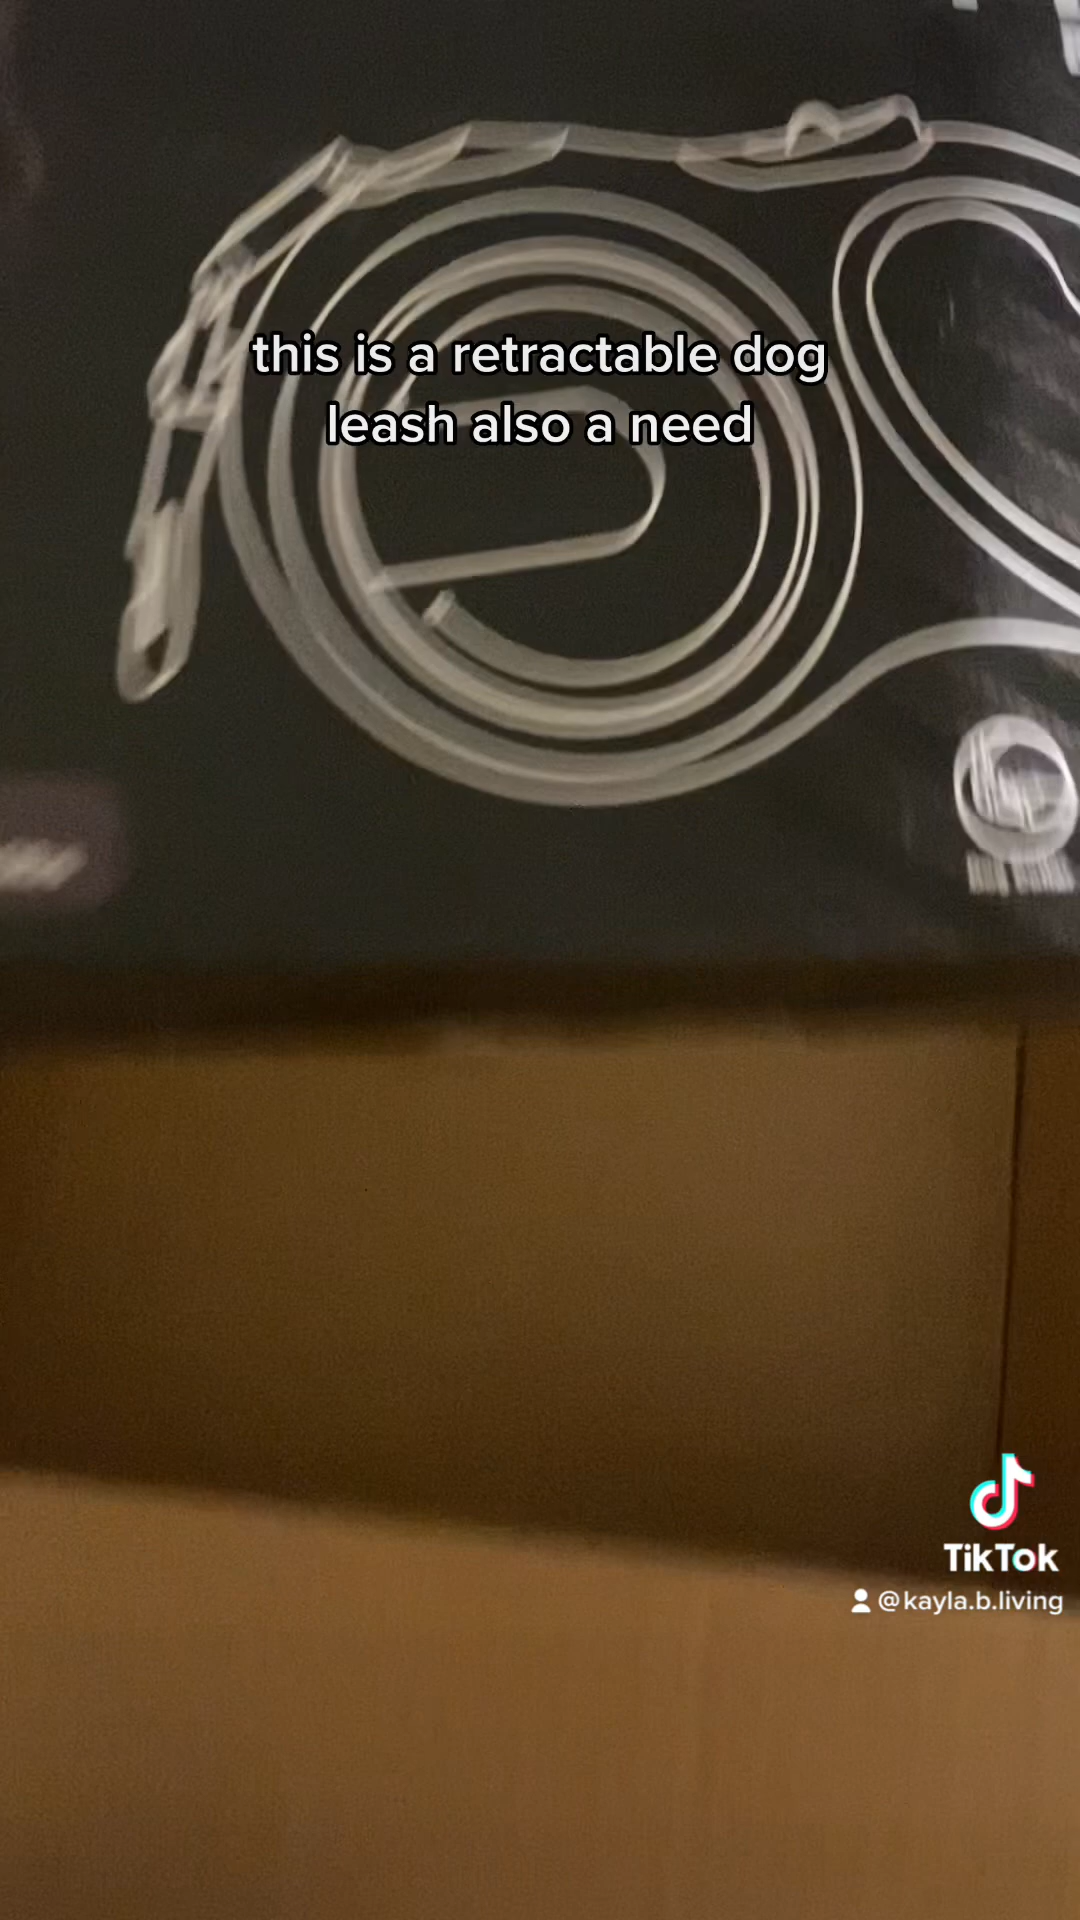 this is a retractable dog
leash also a need
TikTok
@kayla.b.living